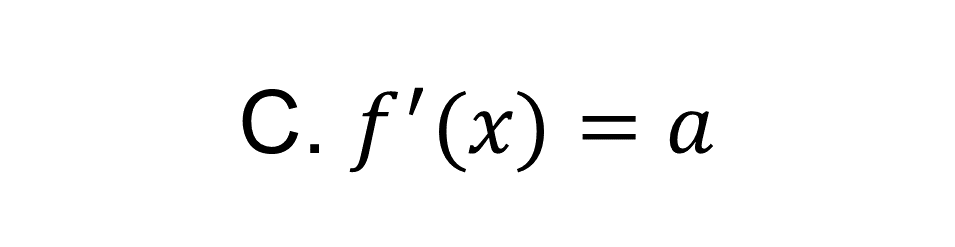 C. f′(x) = a